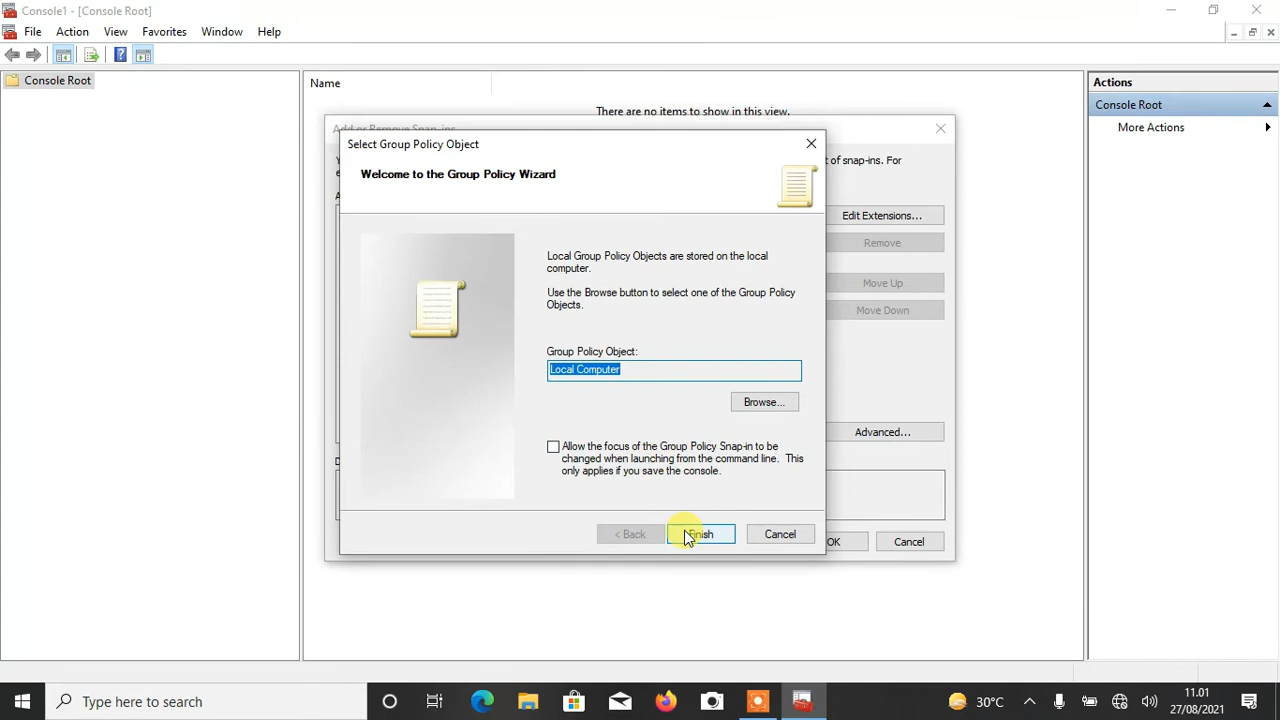 Console1 - [Console Root]
File Action View Favorites Window Help
Console Root
Name
There are no items to show in this view.
Actions
Console Root
More Actions
Add or Remove Snap-ins
of snap-ins. For
Edit Extensions...
Remove
Move Up
Move Down
Advanced...
OK
Cancel
Select Group Policy Object
Welcome to the Group Policy Wizard
Local Group Policy Objects are stored on the local
computer.
Use the Browse button to select one of the Group Policy
Objects.
Group Policy Object:
Local Computer
Browse...
Allow the focus of the Group Policy Snap-in to be
changed when launching from the command line. This
only applies if you save the console.
< Back
Finish
Cancel
Type here to search
30°C
11.01
27/08/2021